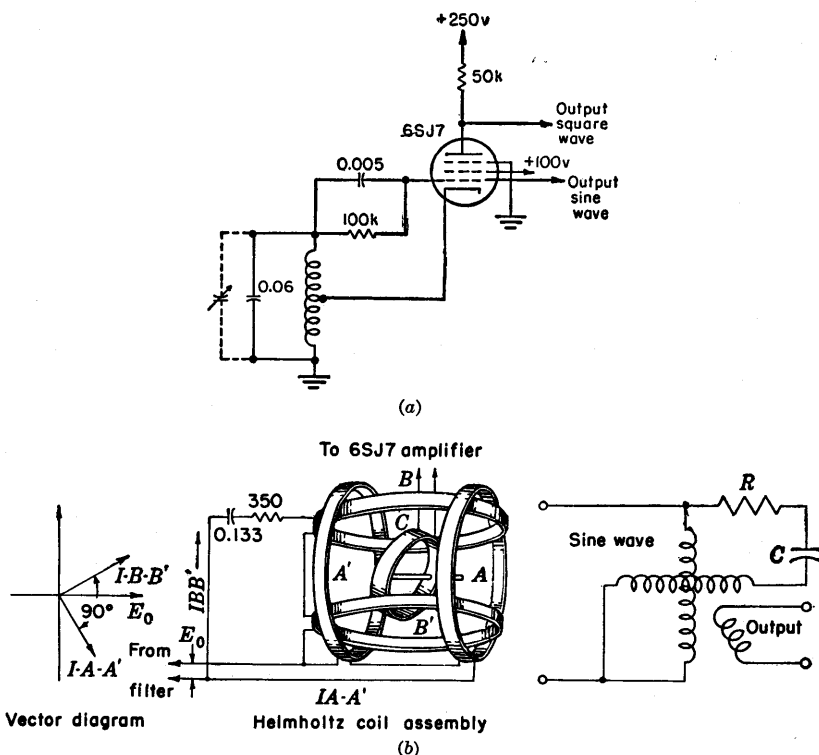 +250v
50k
Output
square
wave
6SJ7
+100v
0.005
Output
sine
wave
100k
0.06
(a)
To 6SJ7 amplifier
B
350
0.133
C
A'
A
B'
IBB'
I-B-B'
90°
E₀
I-A-A'
E₀
From
filter
IA-A'
Vector diagram
Helmholtz coil assembly
R
Sine wave
C
Output
(b)